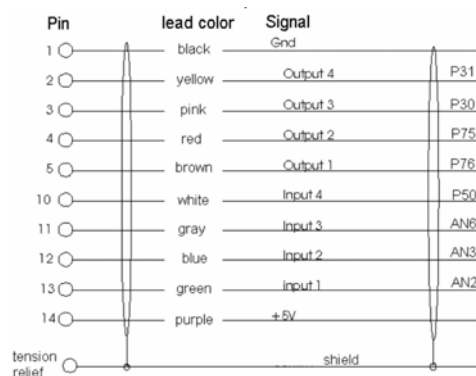 Pin lead color Signal
1 black Gnd
2 yellow Output 4 P31
3 pink Output 3 P30
4 red Output 2 P75
5 brown Output 1 P76
10 white Input 4 P50
11 gray Input 3 AN6
12 blue Input 2 AN3
13 green input 1 AN2
14 purple +5V
tension
relief shield